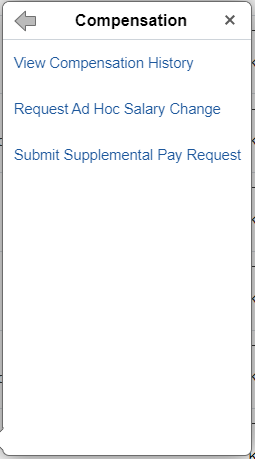 Compensation
View Compensation History
Request Ad Hoc Salary Change
Submit Supplemental Pay Request